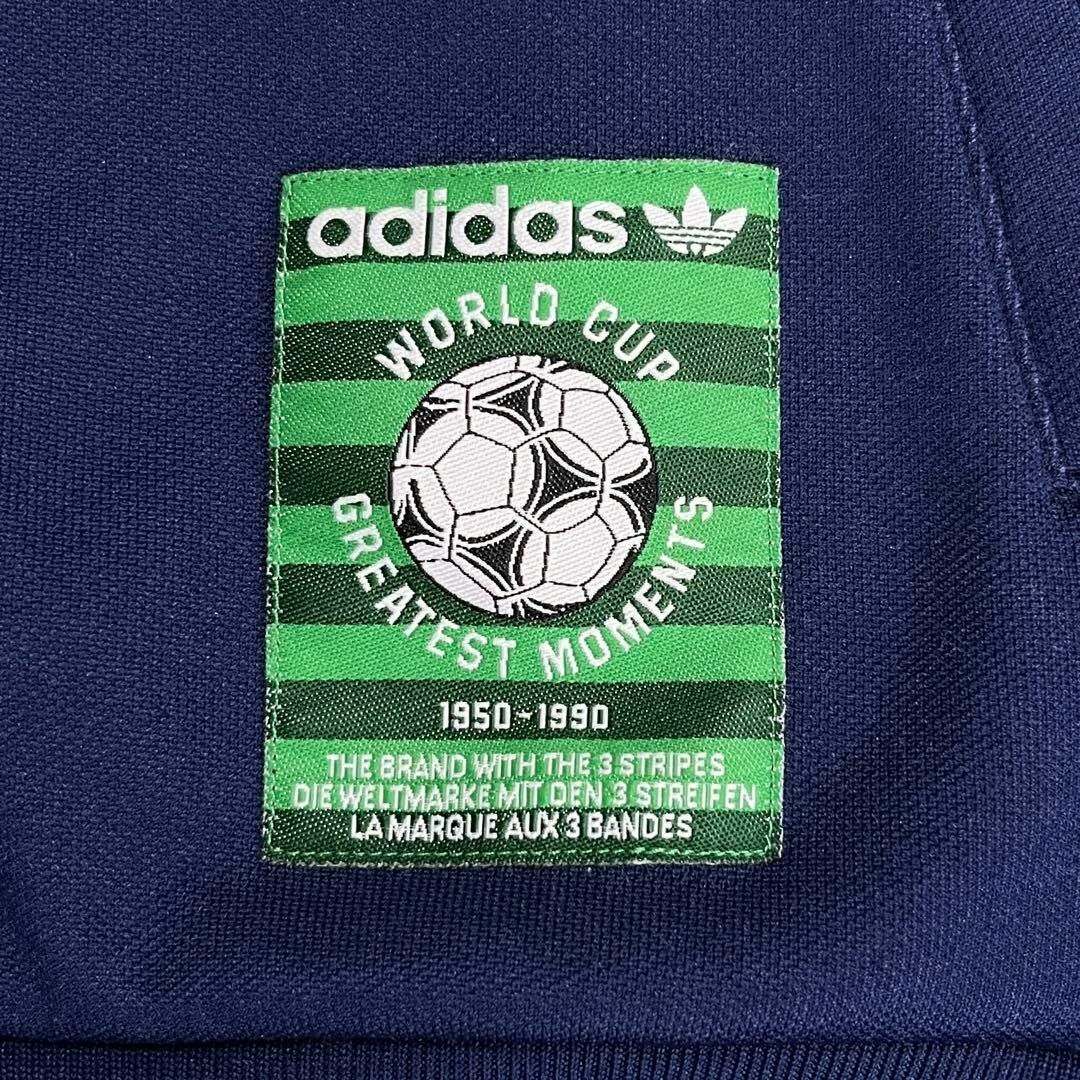 adidas
WORLD CUP
GREATEST MOMENTS
1950-1990
THE BRAND WITH THE 3 STRIPES
DIE WELTMARKE MIT DEN 3 STREIFEN
LA MARQUE AUX 3 BANDES